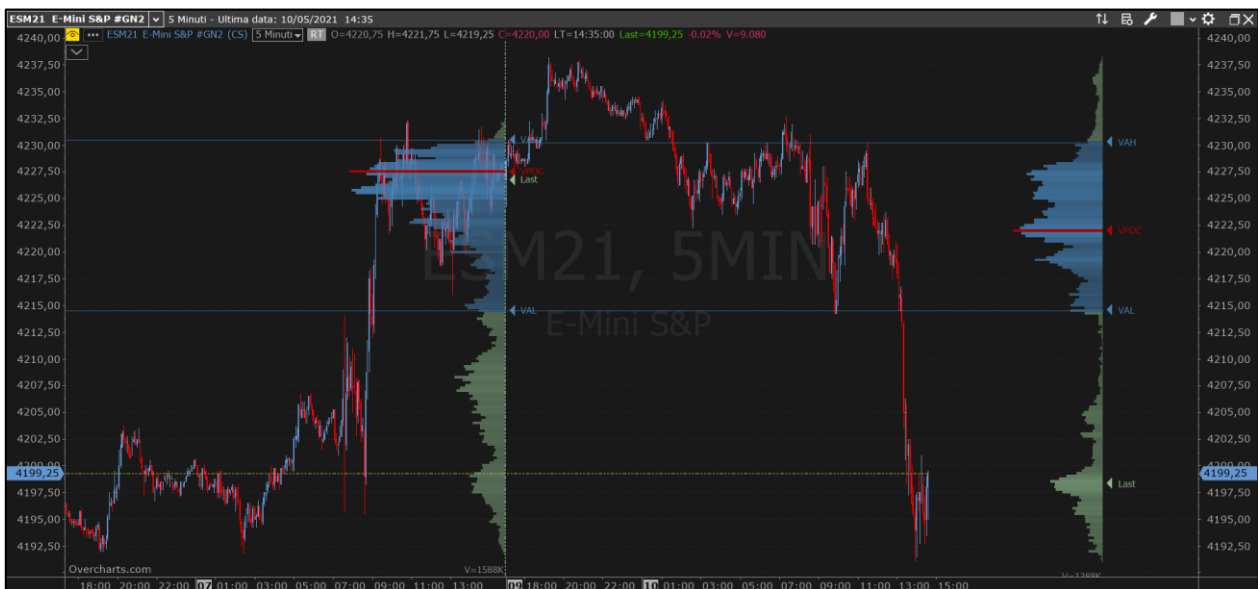 ESM21 E-Mini S&P #GN2 5 Minuti - Ultima data: 10/05/2021 14:35
ESM21 E-Mini S&P #GN2 (CS) 5 Minuti RT O=4220,75 H=4221,75 L=4219,25 C=4220,00 LT=14:35:00 Last=4199,25 -0.02% V=9.080
4240,00 4240,00
4237,50 4237,50
4235,00 4235,00
4232,50 4232,50
4230,00 VAH 4230,00
4227,50 VPOC 4227,50
Last
4225,00 4225,00
4222,50 VPOC 4222,50
4220,00 4220,00
ESM21, 5MIN
4217,50 4217,50
4215,00 VAL VAL 4215,00
E-Mini S&P
4212,50 4212,50
4210,00 4210,00
4207,50 4207,50
4205,00 4205,00
4202,50 4202,50
4200,00 4200,00
4199,25 4199,25
Last
4197,50 4197,50
4195,00 4195,00
4192,50 4192,50
Overcharts.com V=1588K
18:00 20:00 22:00 07 01:00 03:00 05:00 07:00 09:00 11:00 13:00 09 18:00 20:00 22:00 10 01:00 03:00 05:00 07:00 09:00 11:00 13:00 15:00